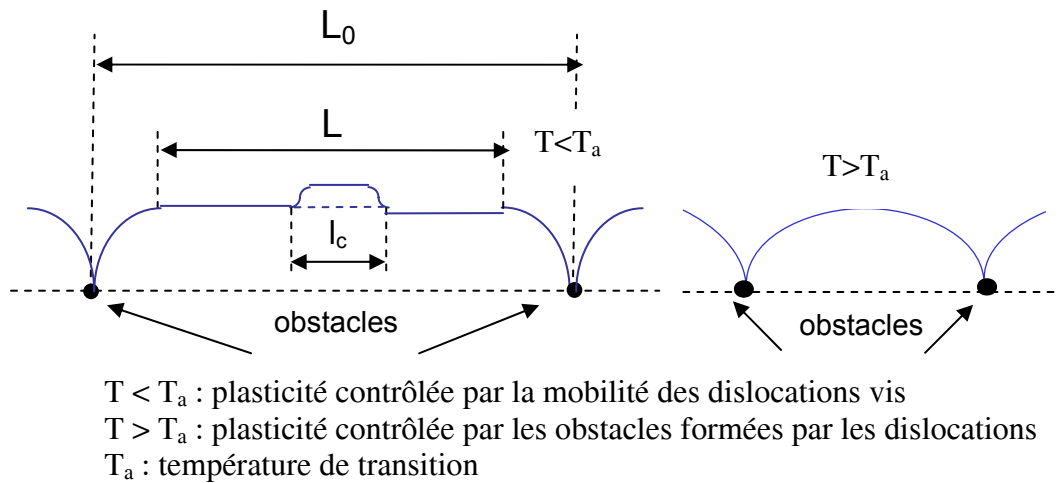 L₀
L
T<Tₐ
T>Tₐ
l꜀
obstacles
obstacles
T < Tₐ : plasticité contrôlée par la mobilité des dislocations vis
T > Tₐ : plasticité contrôlée par les obstacles formées par les dislocations
Tₐ : température de transition